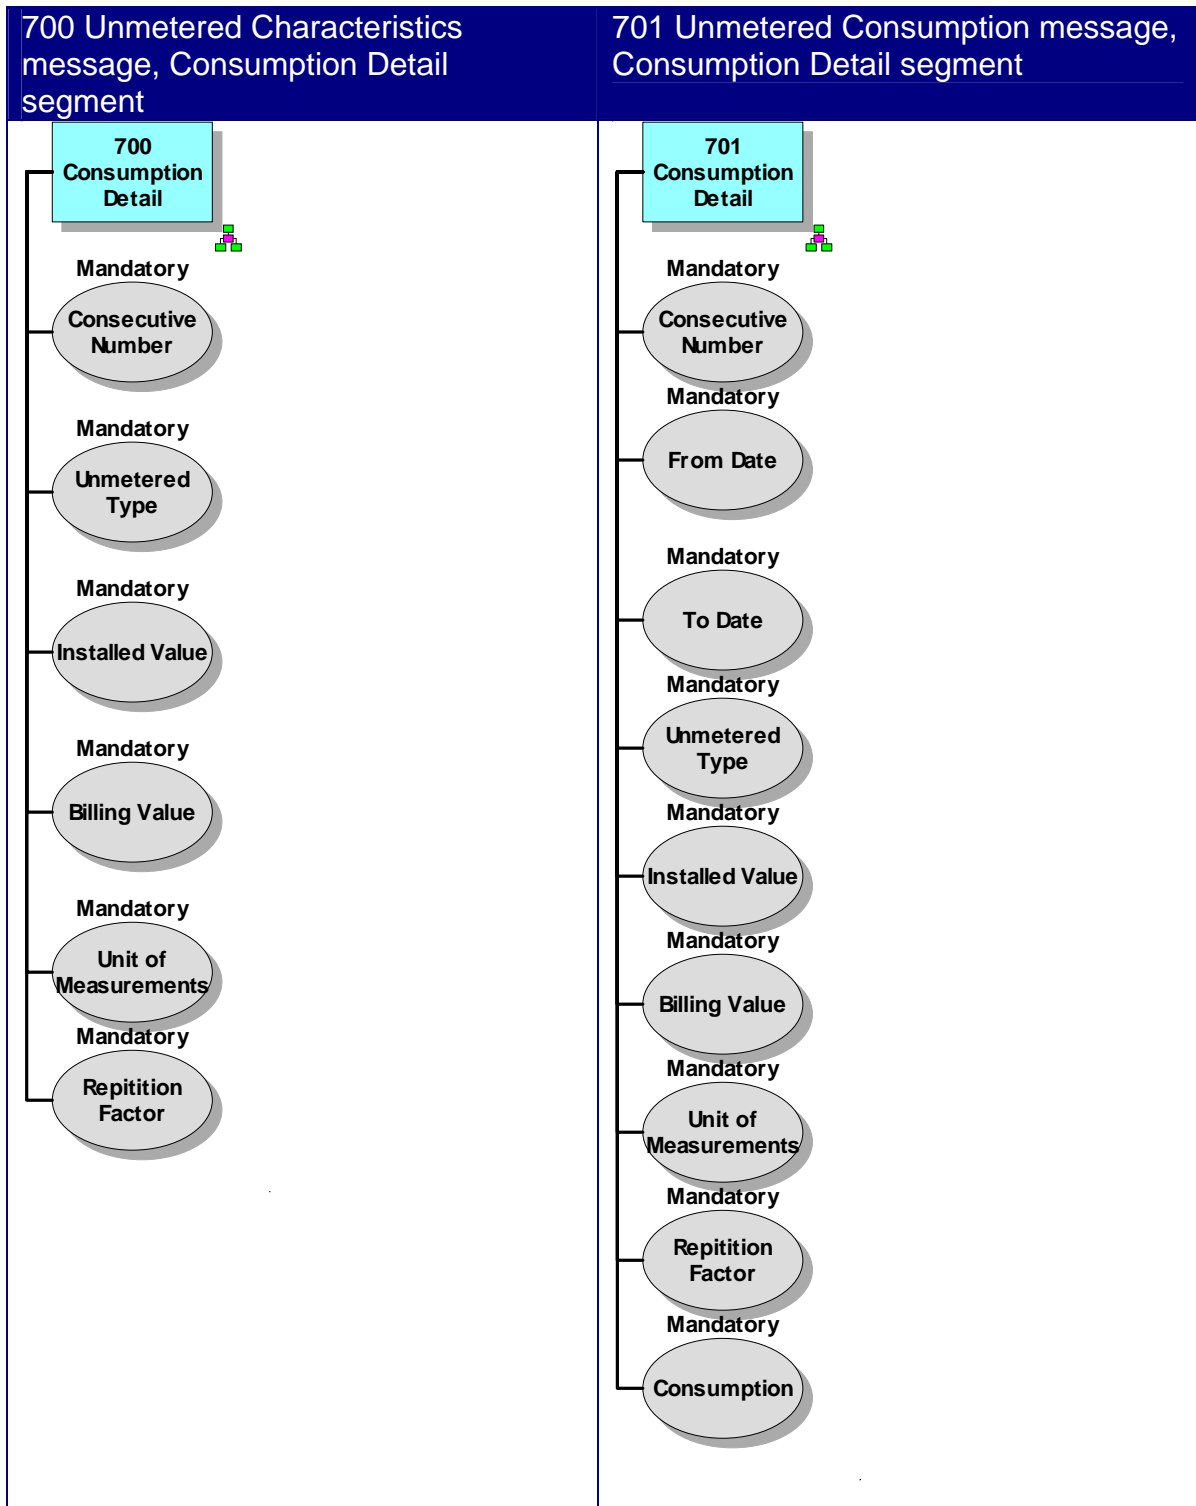 700 Unmetered Characteristics
message, Consumption Detail
segment
700
Consumption
Detail
Mandatory
Consecutive
Number
Mandatory
Unmetered
Type
Mandatory
Installed Value
Mandatory
Billing Value
Mandatory
Unit of
Measurements
Mandatory
Repitition
Factor
701 Unmetered Consumption message,
Consumption Detail segment
701
Consumption
Detail
Mandatory
Consecutive
Number
Mandatory
From Date
Mandatory
To Date
Mandatory
Unmetered
Type
Mandatory
Installed Value
Mandatory
Billing Value
Mandatory
Unit of
Measurements
Mandatory
Repitition
Factor
Mandatory
Consumption